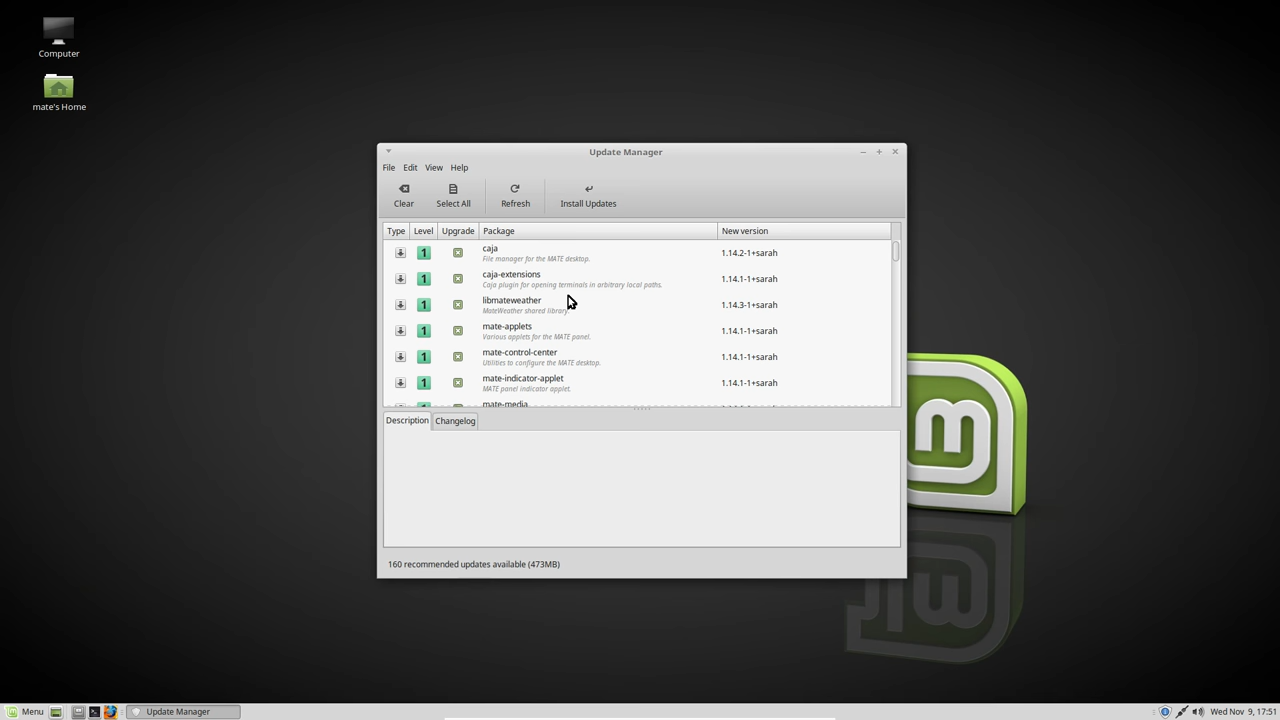 Computer
mate's Home
Update Manager
File Edit View Help
Clear Select All Refresh Install Updates
Type Level Upgrade Package New version
1 caja 1.14.2-1+sarah
File manager for the MATE desktop.
1 caja-extensions 1.14.1-1+sarah
Caja plugin for opening terminals in arbitrary local paths.
1 libmateweather 1.14.3-1+sarah
MateWeather shared library.
1 mate-applets 1.14.1-1+sarah
Various applets for the MATE panel.
1 mate-control-center 1.14.1-1+sarah
Utilities to configure the MATE desktop.
1 mate-indicator-applet 1.14.1-1+sarah
MATE panel indicator applet.
mate-media
Description Changelog
160 recommended updates available (473MB)
Menu Update Manager Wed Nov 9, 17:51